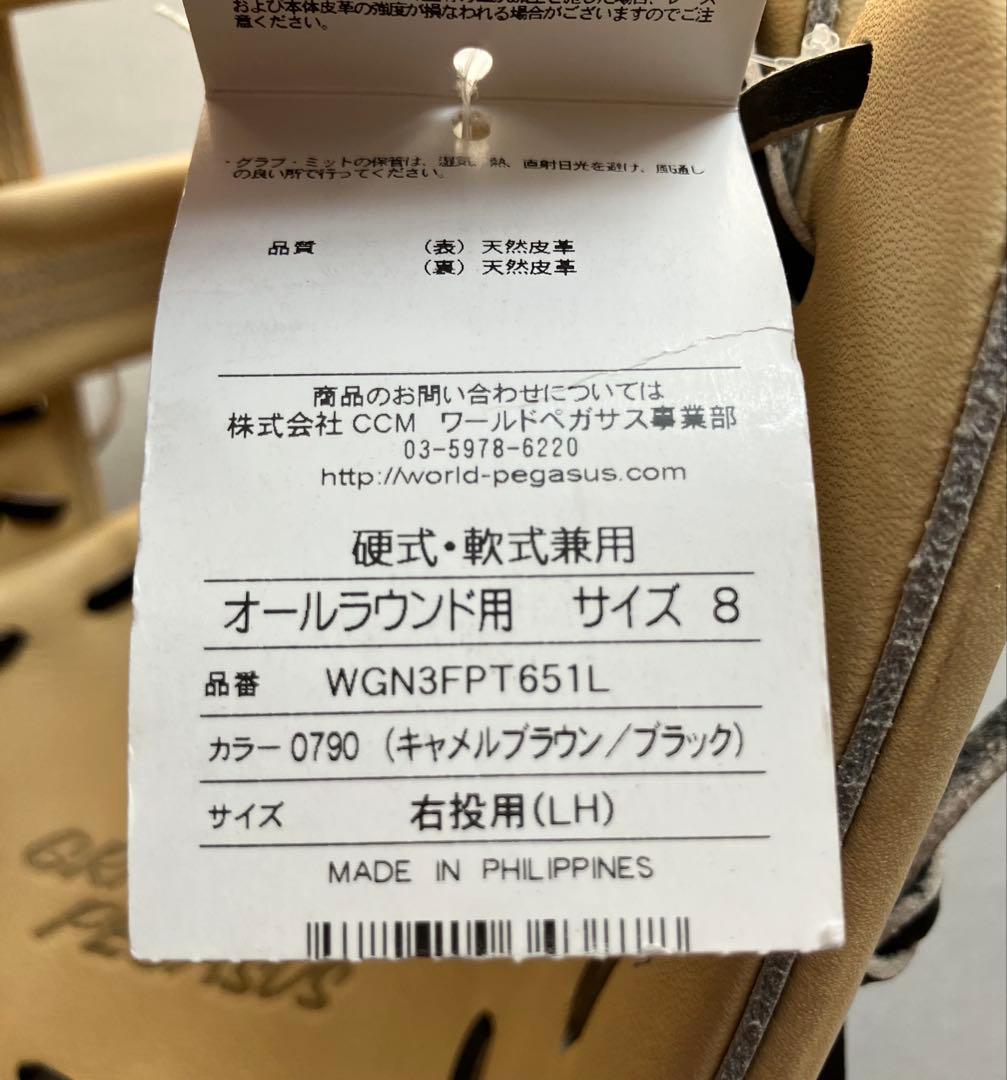 および本体皮革の強度が損なわれる場合がございますのでご注
意ください。
・グラブ・ミットの保管は、湿気、熱、直射日光を避け、風通し
の良い所で行ってください。
品質 （表）天然皮革
（裏）天然皮革
商品のお問い合わせについては
株式会社CCM ワールドペガサス事業部
03-5978-6220
http://world-pegasus.com
硬式・軟式兼用
オールラウンド用 サイズ 8
品番 WGN3FPT651L
カラー 0790 （キャメルブラウン／ブラック）
サイズ 右投用(LH)
MADE IN PHILIPPINES
PEGASUS